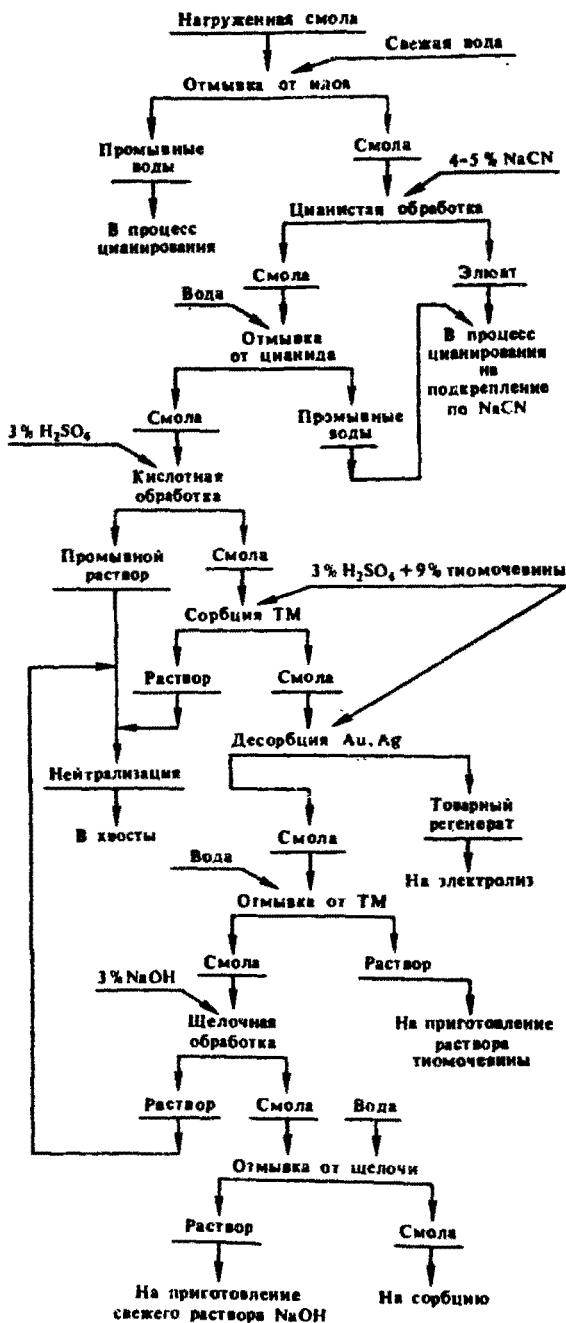 Нагруженная смола
Свежая вода
Отмывка от илов
Промывные
воды
Смола
4-5 % NaCN
В процесс
цианирования
Цианистая обработка
Смола
Элюат
Вода
Отмывка
от цианида
В процесс
цианирования
на
подкрепление
по NaCN
Смола
Промывные
воды
3% H₂SO₄
Кислотная
обработка
Промывной
раствор
Смола
3% H₂SO₄ + 9% тиомочевины
Сорбция ТМ
Раствор
Смола
Десорбция Au, Ag
Нейтрализация
В хвосты
Товарный
регенерат
Смола
На электролиз
Вода
Отмывка от ТМ
Смола
Раствор
3% NaOH
Щелочная
обработка
На приготовление
раствора
тиомочевины
Раствор
Смола
Вода
Отмывка от щелочи
Раствор
Смола
На приготовление
свежего раствора NaOH
На сорбцию